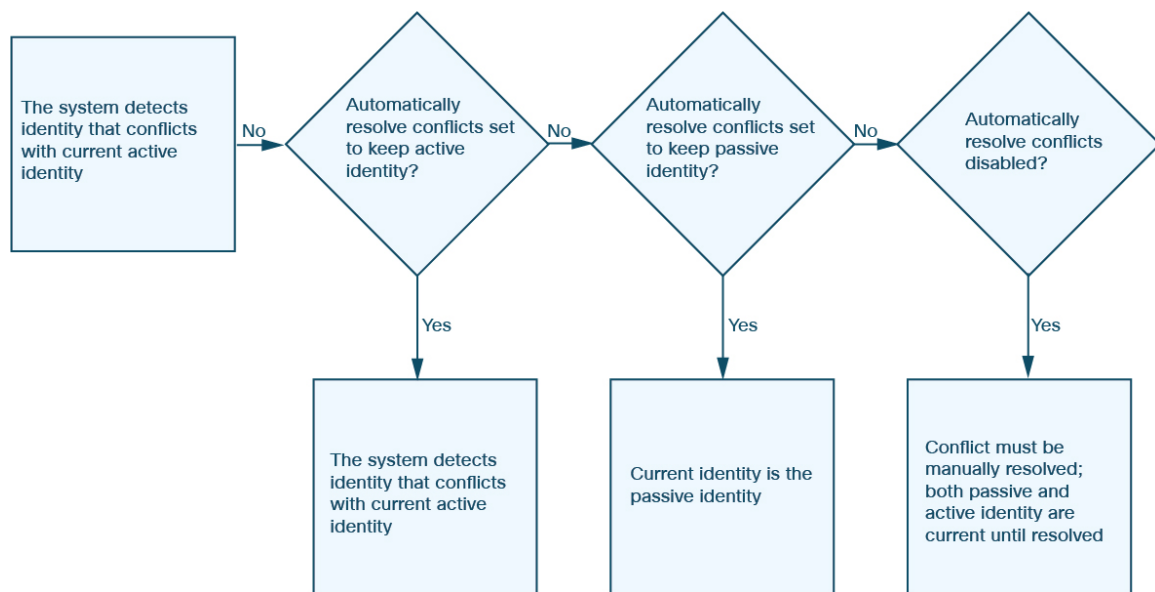 The system detects
identity that conflicts
with current active
identity
No
Automatically
resolve conflicts set
to keep active
identity?
No
Automatically
resolve conflicts set
to keep passive
identity?
No
Automatically
resolve conflicts
disabled?
Yes
Yes
Yes
The system detects
identity that conflicts
with current active
identity
Current identity is the
passive identity
Conflict must be
manually resolved;
both passive and
active identity are
current until resolved